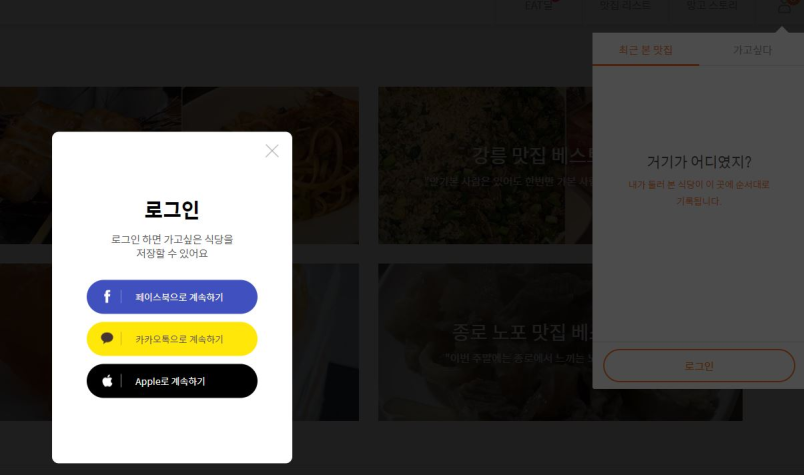 EAT딜
맛집 리스트
망고 스토리
최근 본 맛집
가고싶다
강릉 맛집 베스
거기가 어디였지?
내가 둘러 본 식당이 이 곳에 순서대로
기록됩니다.
로그인
로그인 하면 가고싶은 식당을
저장할 수 있어요
페이스북으로 계속하기
카카오톡으로 계속하기
Apple로 계속하기
종로 노포 맛집 베
로그인